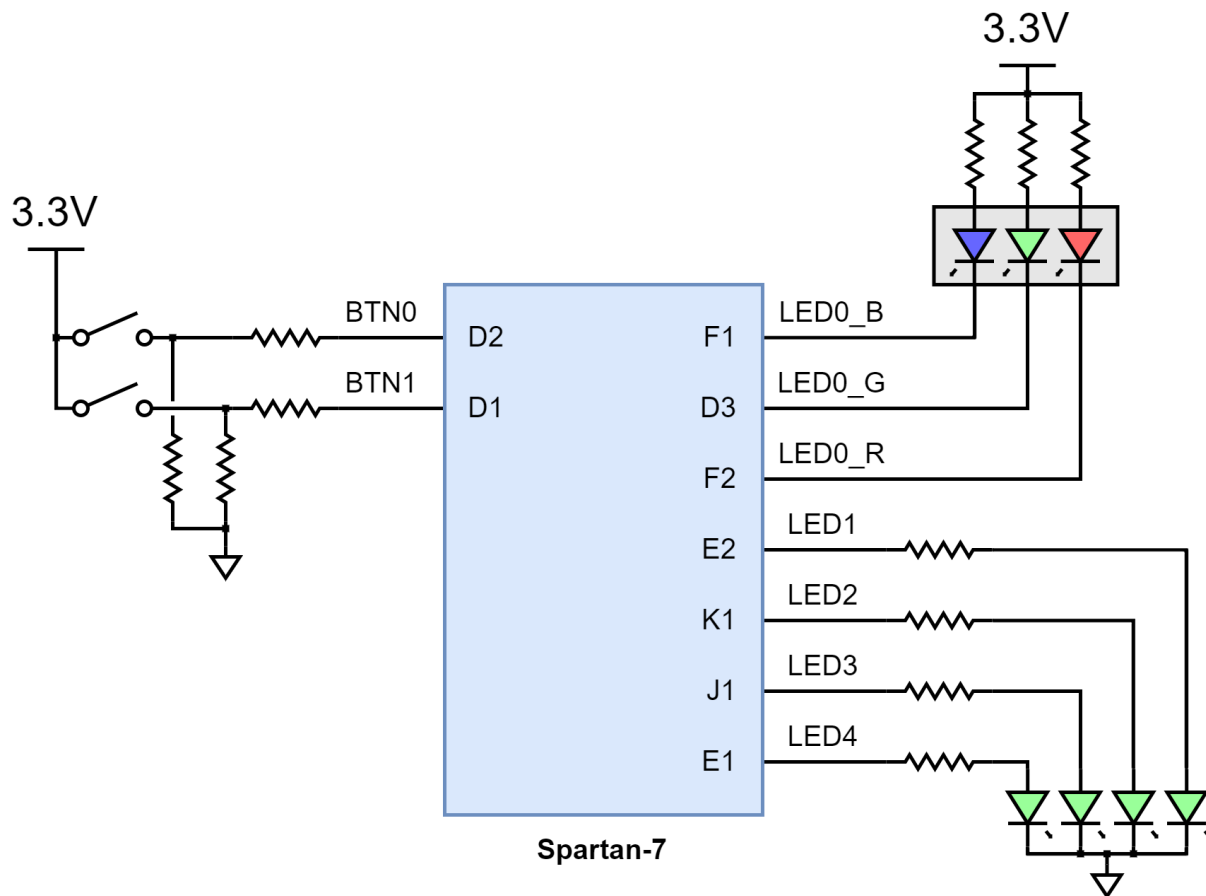 3.3V
3.3V
BTN0
D2
BTN1
D1
F1
LED0_B
D3
LED0_G
F2
LED0_R
E2
LED1
K1
LED2
J1
LED3
E1
LED4
Spartan-7